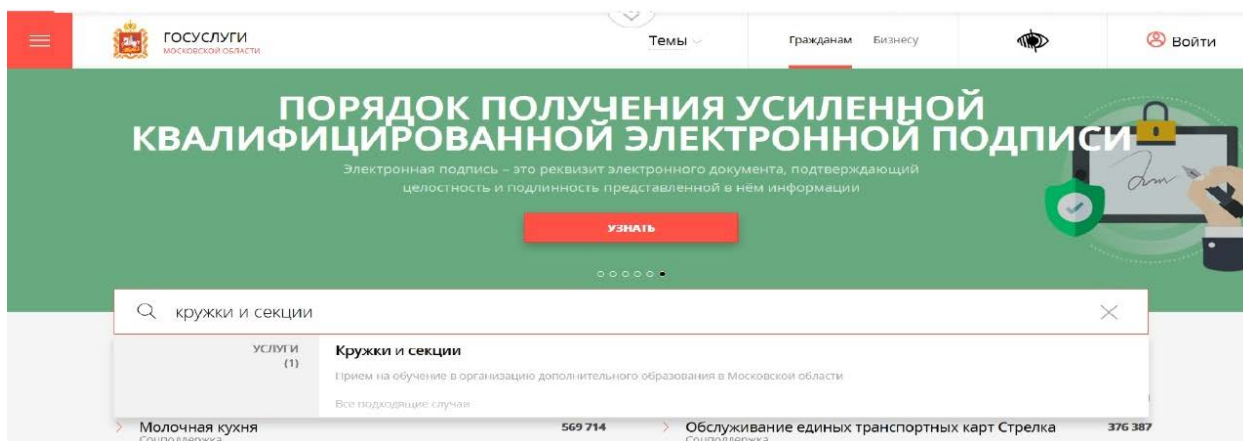 ГОСУСЛУГИ
МОСКОВСКОЙ ОБЛАСТИ
Темы
Гражданам Бизнесу
Войти
ПОРЯДОК ПОЛУЧЕНИЯ УСИЛЕННОЙ
КВАЛИФИЦИРОВАННОЙ ЭЛЕКТРОННОЙ ПОДПИСИ
Электронная подпись – это реквизит электронного документа, подтверждающий
целостность и подлинность представленной в нём информации
УЗНАТЬ
кружки и секции
УСЛУГИ
(1)
Кружки и секции
Прием на обучение в организацию дополнительного образования в Московской области
Все подходящие случаи
Молочная кухня 569 714
Соцподдержка
Обслуживание единых транспортных карт Стрелка 376 387
Соцподдержка